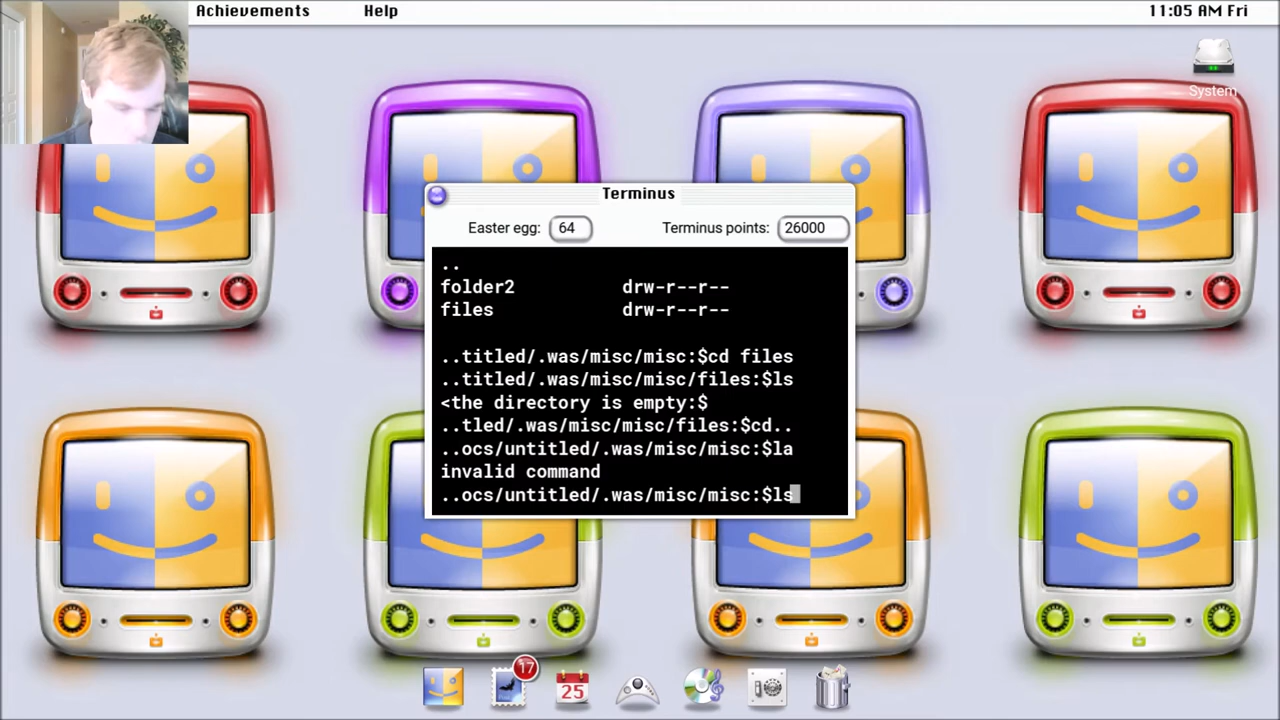 Achievements Help 11:05 AM Fri
System
Terminus
Easter egg: 64 Terminus points: 26000
..
folder2 drw-r--r--
files drw-r--r--
..titled/.was/misc/misc:$cd files
..titled/.was/misc/misc/files:$ls
<the directory is empty:$
..tled/.was/misc/misc/files:$cd..
..ocs/untitled/.was/misc/misc:$la
invalid command
..ocs/untitled/.was/misc/misc:$ls
17
25